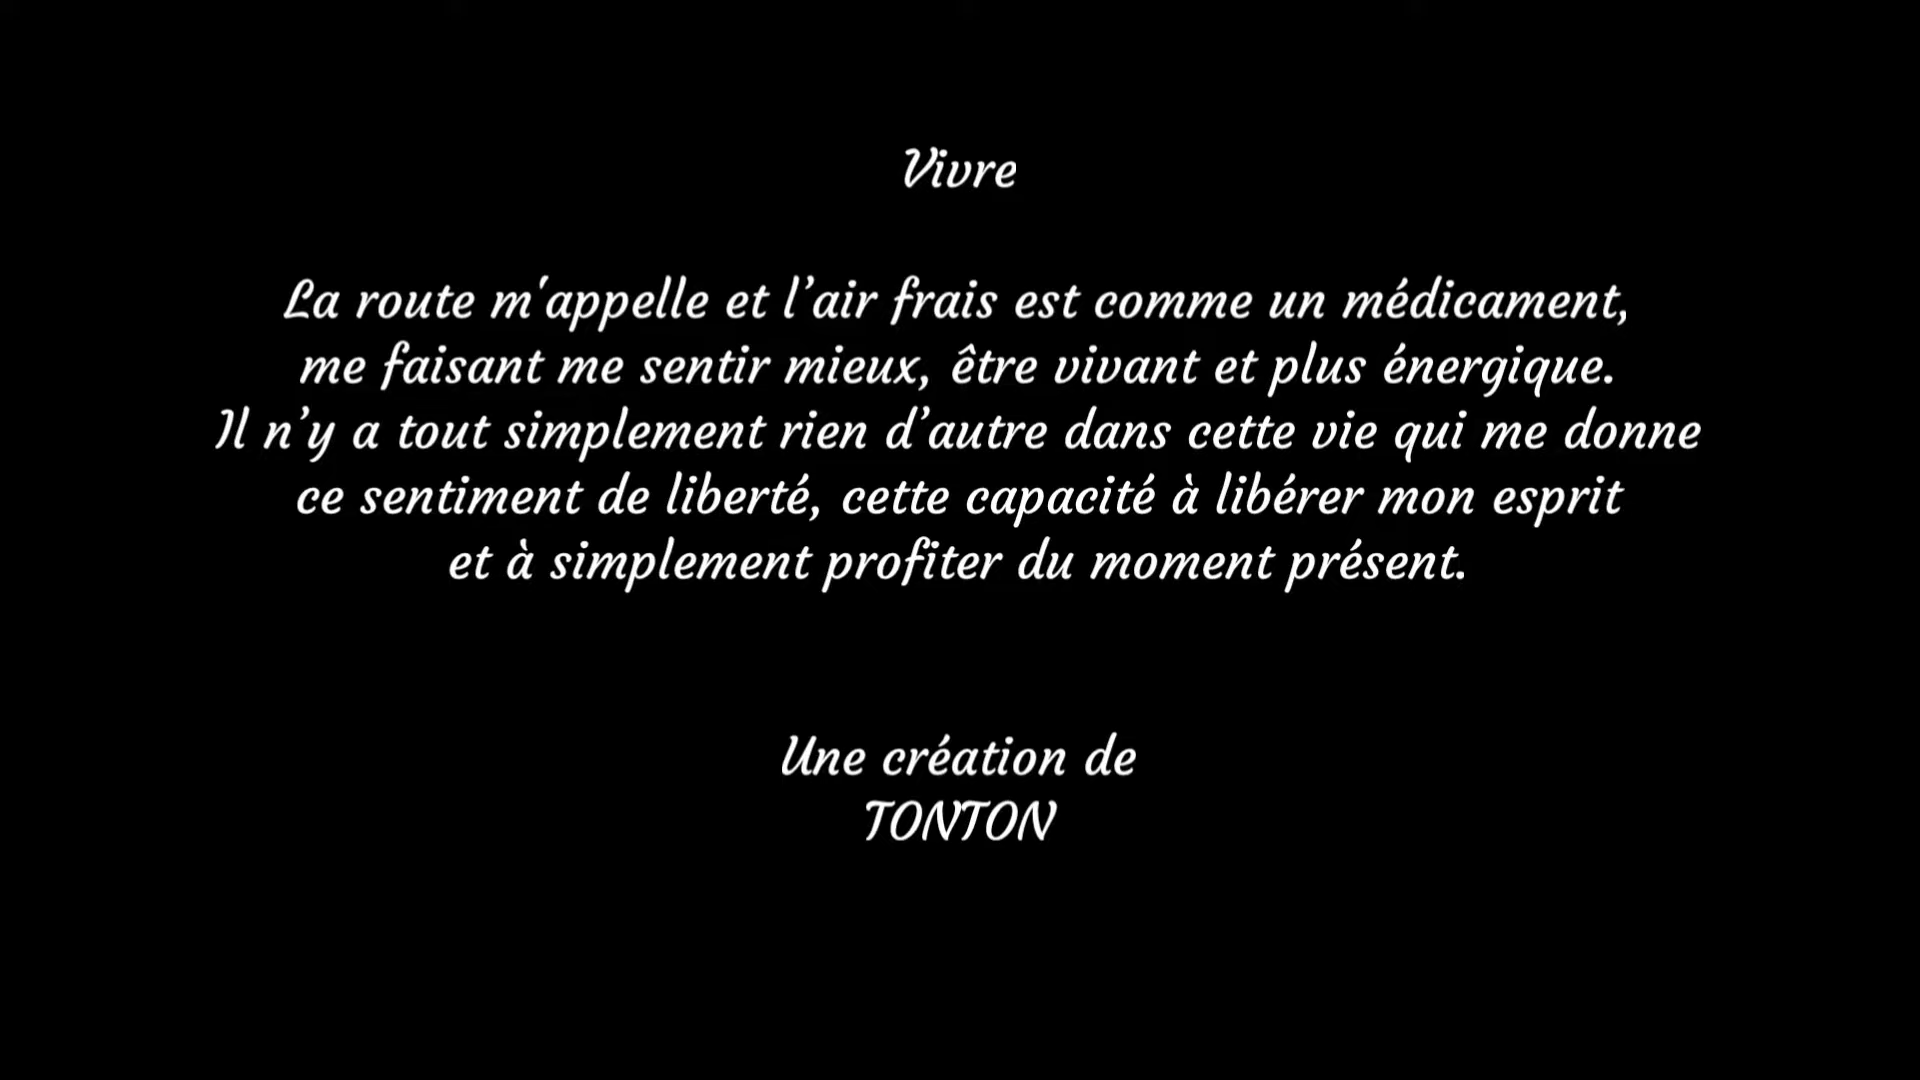 Vivre
La route m'appelle et l’air frais est comme un médicament,
me faisant me sentir mieux, être vivant et plus énergique.
Il n’y a tout simplement rien d’autre dans cette vie qui me donne
ce sentiment de liberté, cette capacité à libérer mon esprit
et à simplement profiter du moment présent.
Une création de
TONTON